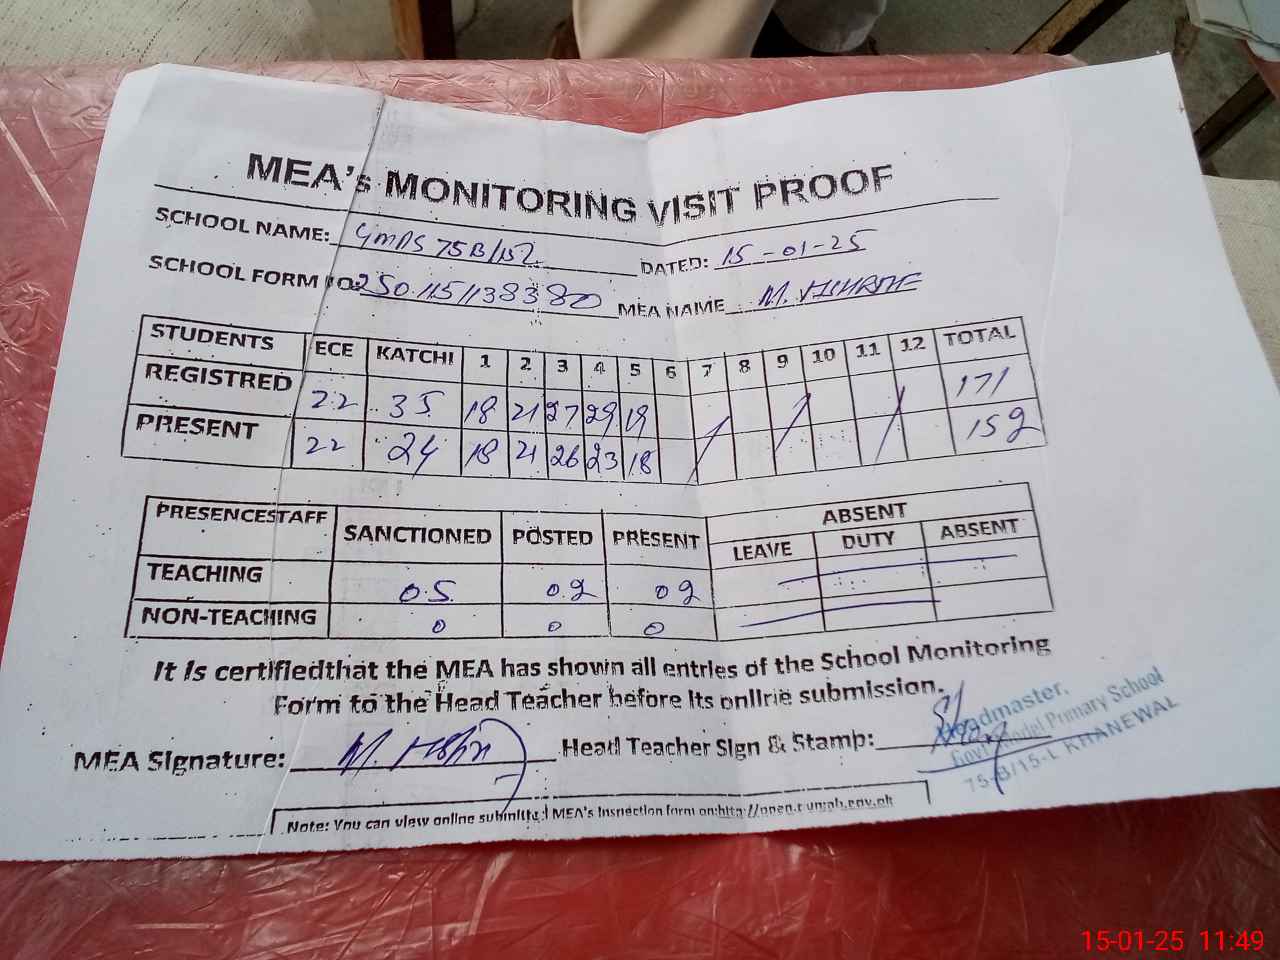 MEA's MONITORING VISIT PROOF
SCHOOL NAME: GMPS 75B/15L DATED: 15-01-25
SCHOOL FORM NO: 2501151138380 MEA NAME M.
STUDENTS ECE KATCHI 1 2 3 4 5 6 7 8 9 10 11 12 TOTAL
REGISTRED 22 35 18 21 27 29 19 171
PRESENT 22 24 18 21 26 23 18 152
PRESENCESTAFF SANCTIONED POSTED PRESENT ABSENT
LEAVE DUTY ABSENT
TEACHING 05 02 02
NON-TEACHING 0 0 0
It is certifiedthat the MEA has shown all entries of the School Monitoring
Form to the Head Teacher before its online submission.
MEA Signature: M. Head Teacher Sign & Stamp:
Headmaster,
Govt. Model Primary School
75-B/15-L KHANEWAL
Note: You can view online submitted MEA's Inspection form on:
15-01-25 11:49